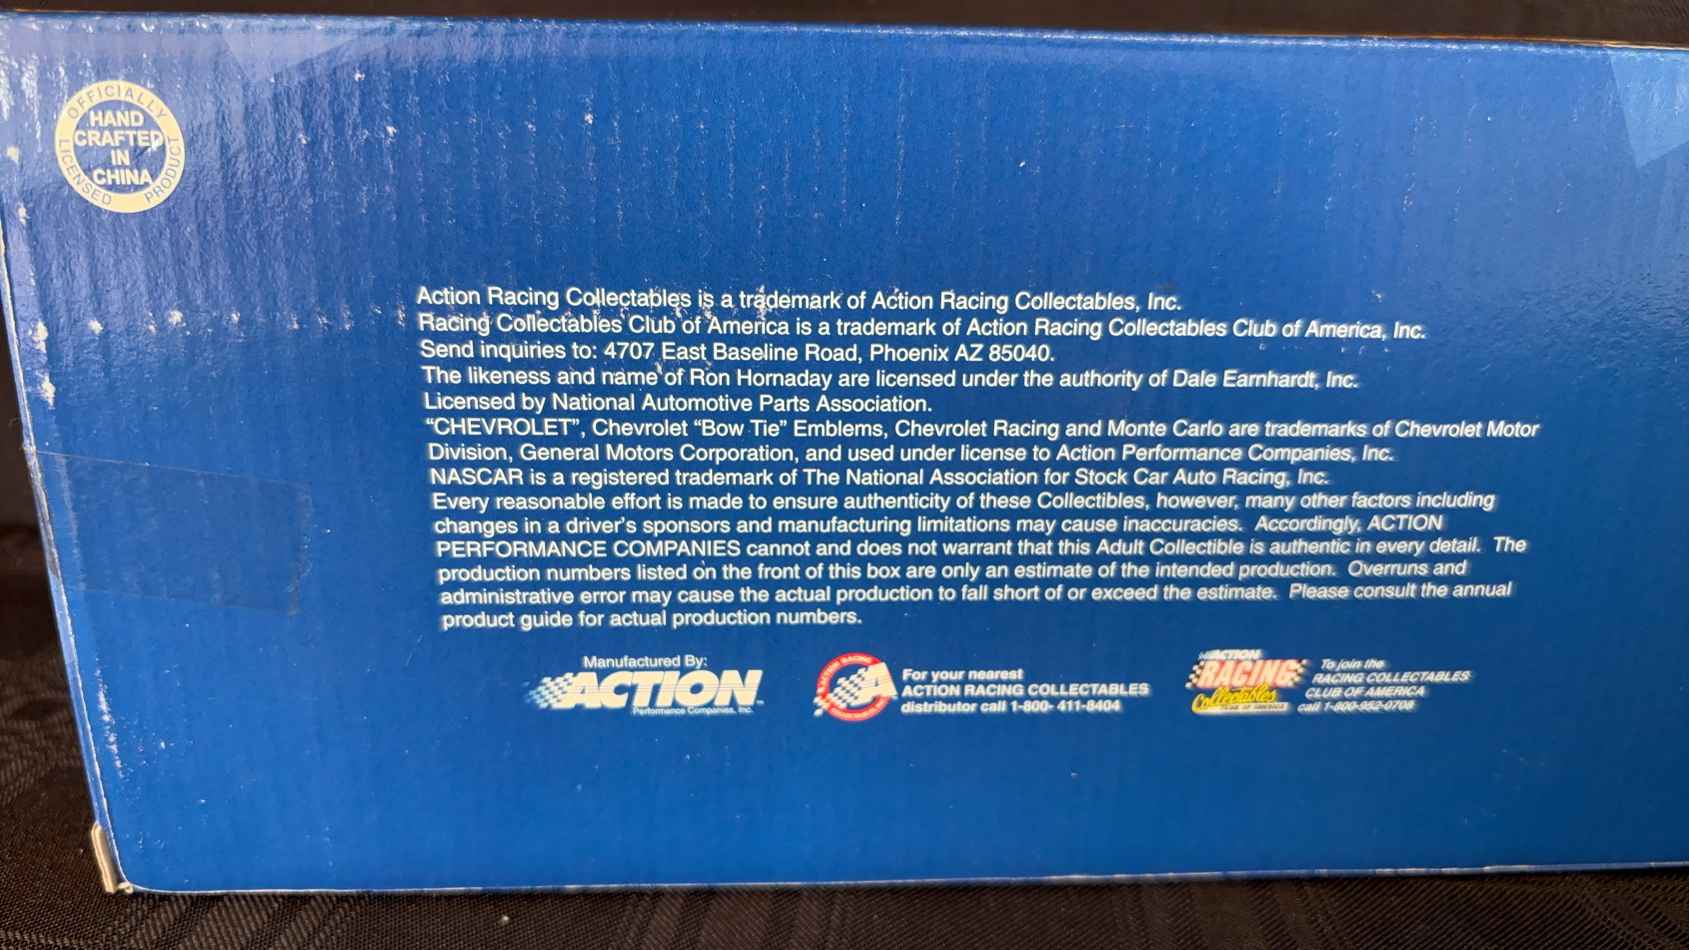 OFFICIALLY LICENSED PRODUCT
HAND
CRAFTED
IN
CHINA
Action Racing Collectables is a trademark of Action Racing Collectables, Inc.
Racing Collectables Club of America is a trademark of Action Racing Collectables Club of America, Inc.
Send inquiries to: 4707 East Baseline Road, Phoenix AZ 85040.
The likeness and name of Ron Hornaday are licensed under the authority of Dale Earnhardt, Inc.
Licensed by National Automotive Parts Association.
“CHEVROLET”, Chevrolet “Bow Tie” Emblems, Chevrolet Racing and Monte Carlo are trademarks of Chevrolet Motor
Division, General Motors Corporation, and used under license to Action Performance Companies, Inc.
NASCAR is a registered trademark of The National Association for Stock Car Auto Racing, Inc.
Every reasonable effort is made to ensure authenticity of these Collectibles, however, many other factors including
changes in a driver's sponsors and manufacturing limitations may cause inaccuracies. Accordingly, ACTION
PERFORMANCE COMPANIES cannot and does not warrant that this Adult Collectible is authentic in every detail. The
production numbers listed on the front of this box are only an estimate of the intended production. Overruns and
administrative error may cause the actual production to fall short of or exceed the estimate. Please consult the annual
product guide for actual production numbers.
Manufactured By:
ACTION
Performance Companies, Inc.
A
For your nearest
ACTION RACING COLLECTABLES
distributor call 1-800- 411-8404
ACTION
RACING
Collectables
CLUB OF AMERICA
To join the
RACING COLLECTABLES
CLUB OF AMERICA
call 1-800-952-0708